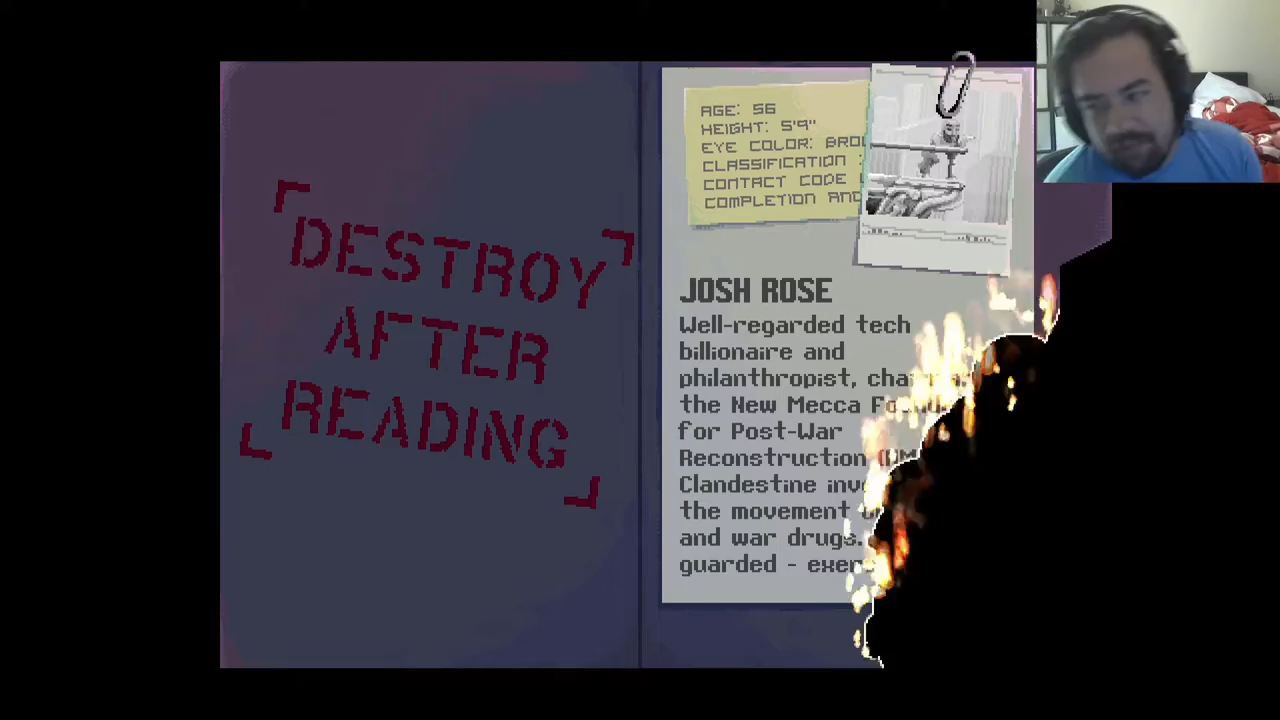 DESTROY
AFTER
READING
AGE: 56
HEIGHT: 5'9"
EYE COLOR:
CLASSIFICATION
CONTACT CODE
COMPLETION
JOSH ROSE
Well-regarded tech
billionaire and
philanthropist,
the New Mecca
for Post-War
Reconstruction
Clandestine
the movement
and war drugs.
guarded -